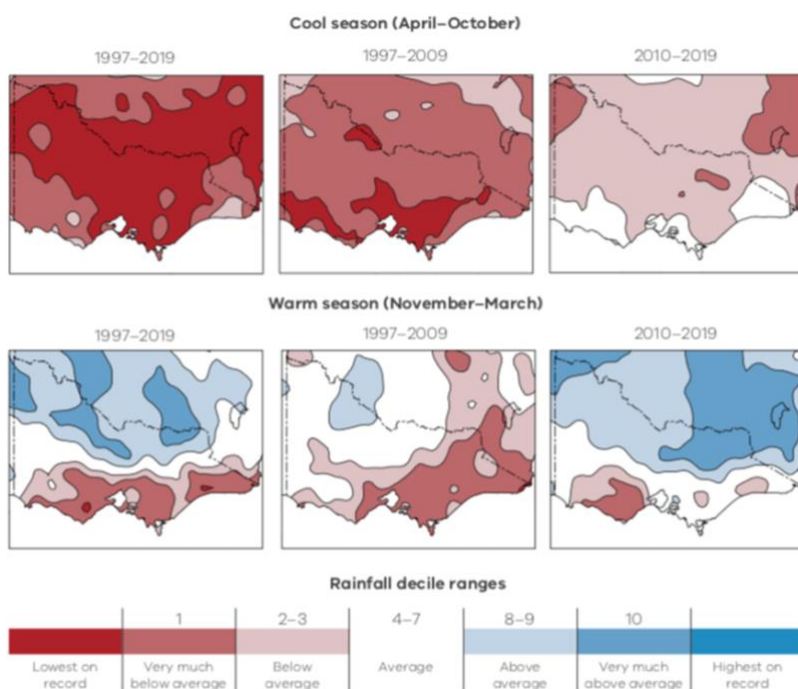 Cool season (April–October)
1997–2019 1997–2009 2010–2019
Warm season (November–March)
1997–2019 1997–2009 2010–2019
Rainfall decile ranges
1 2–3 4–7 8–9 10
Lowest on record
Very much below average
Below average
Average
Above average
Very much above average
Highest on record